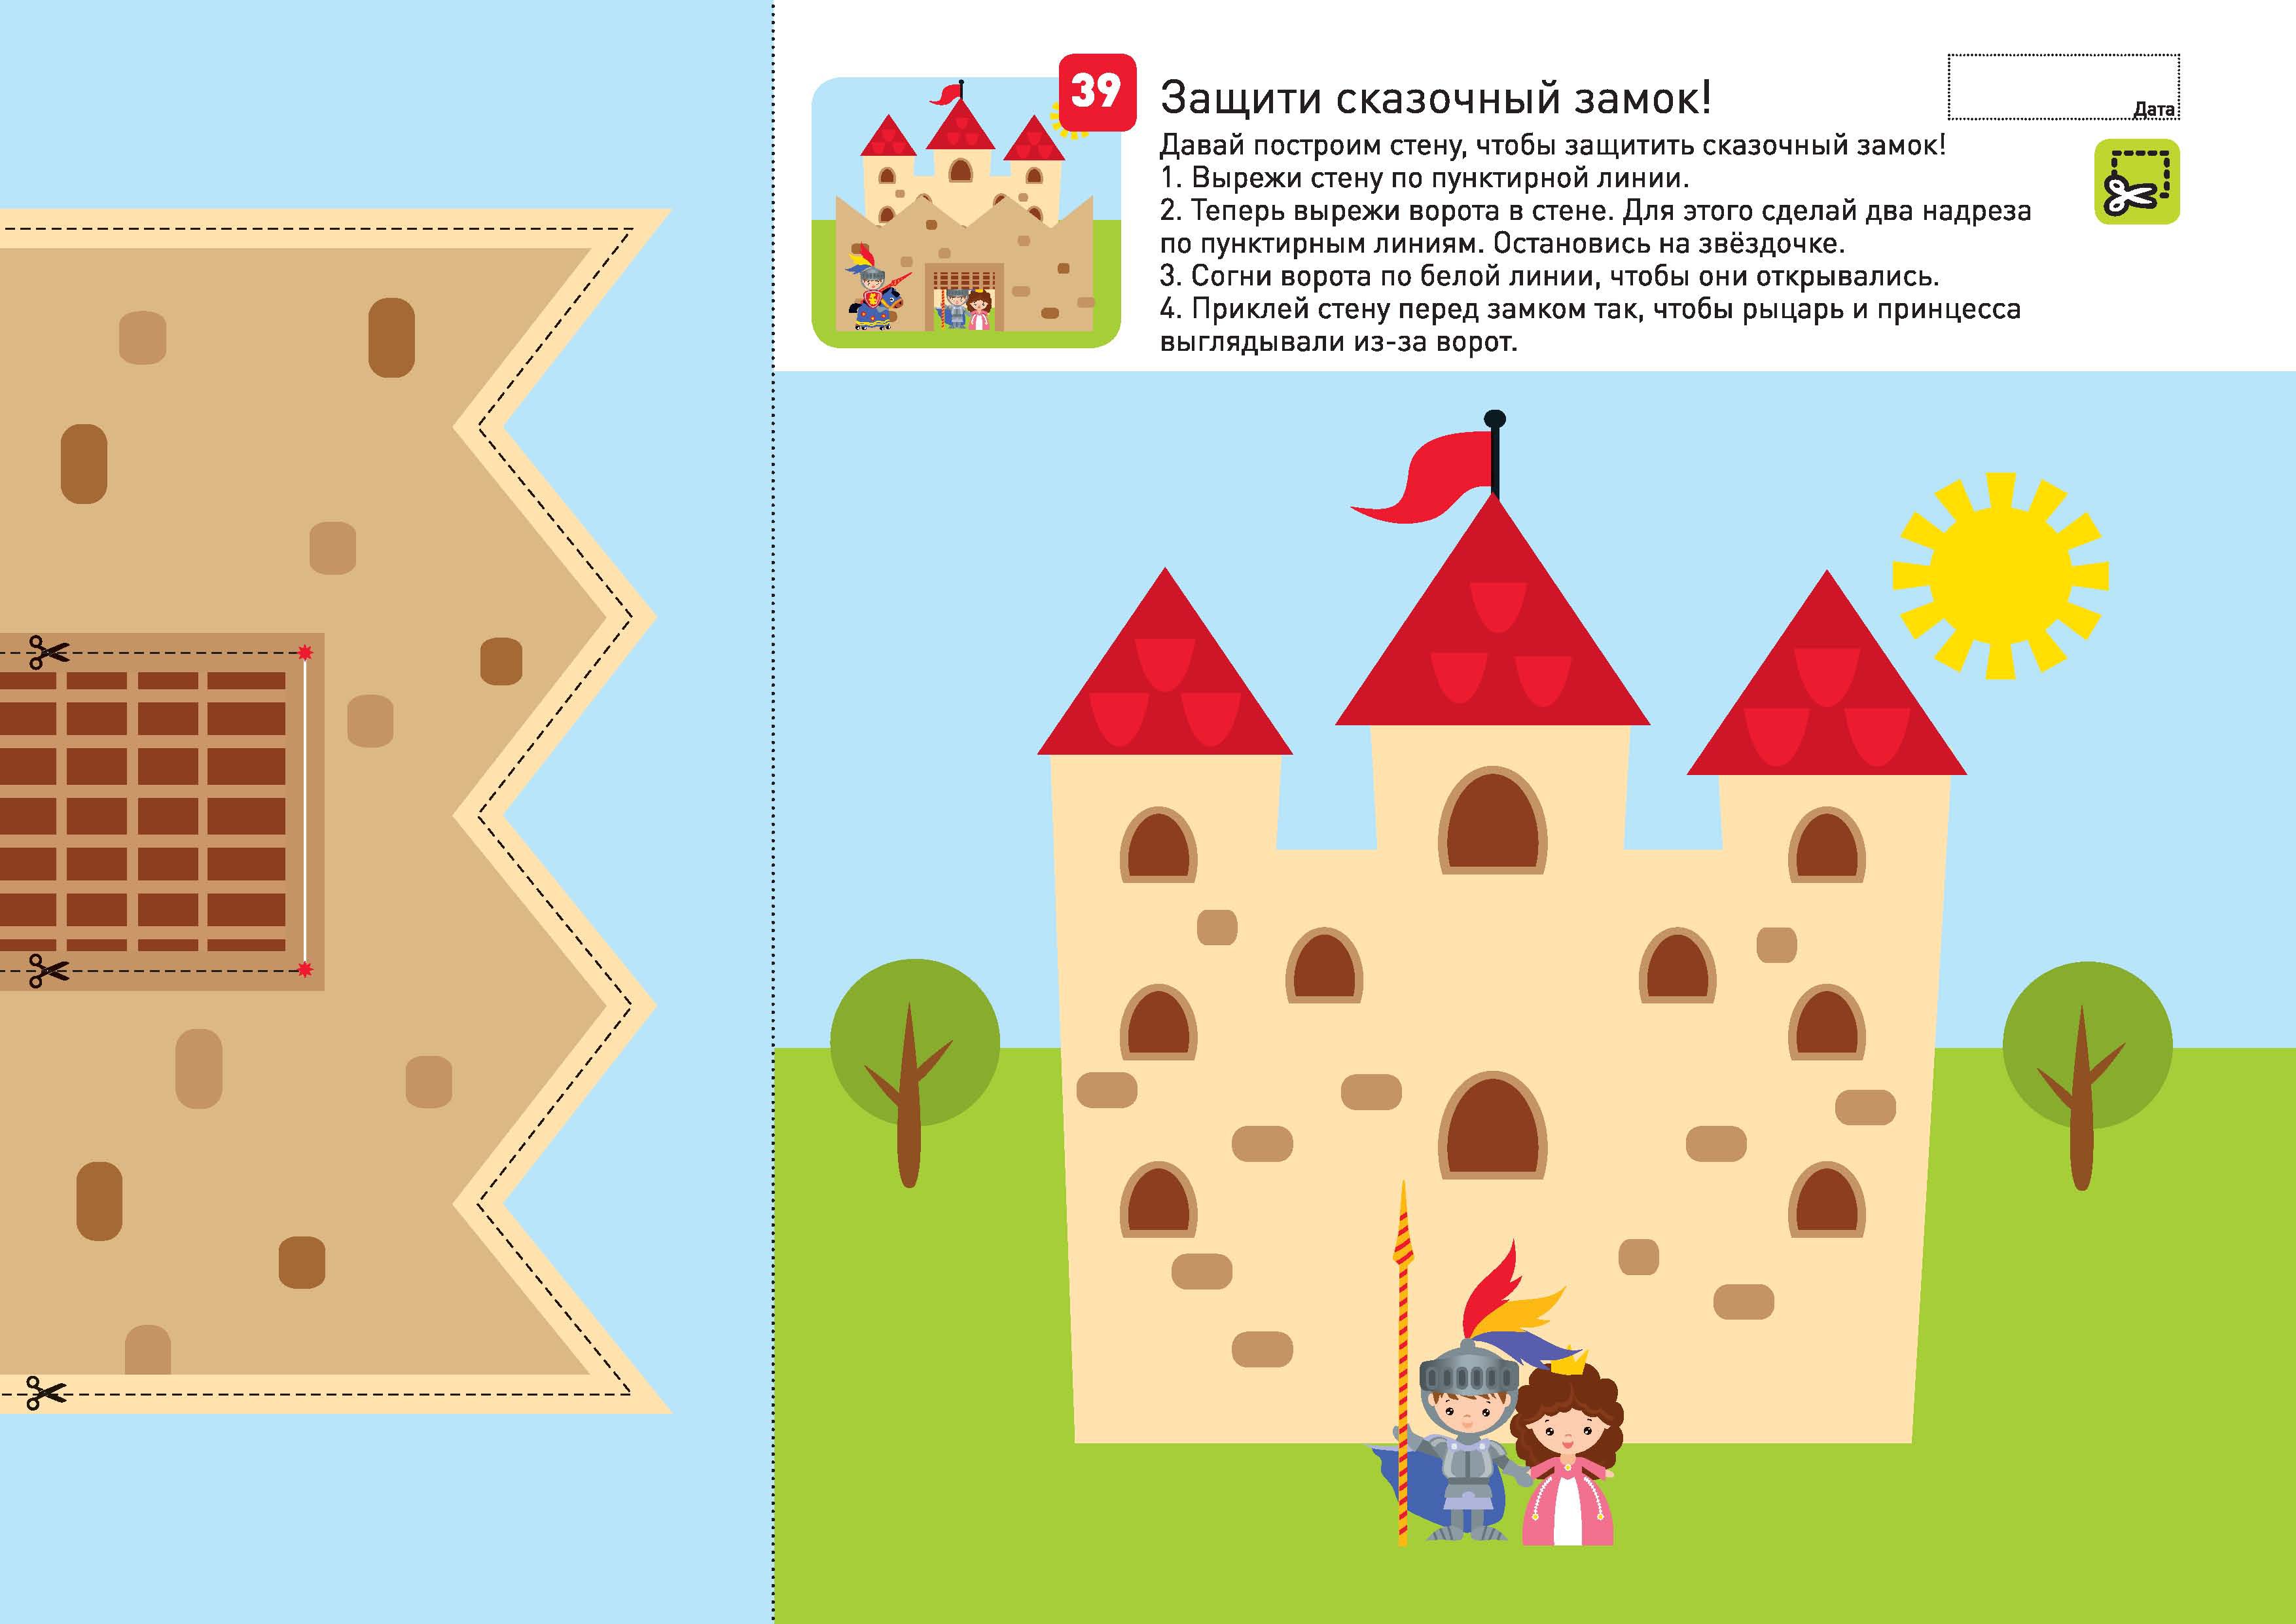 39
Защити сказочный замок!
Дата
Давай построим стену, чтобы защитить сказочный замок!
1. Вырежи стену по пунктирной линии.
2. Теперь вырежи ворота в стене. Для этого сделай два надреза
по пунктирным линиям. Остановись на звёздочке.
3. Согни ворота по белой линии, чтобы они открывались.
4. Приклей стену перед замком так, чтобы рыцарь и принцесса
выглядывали из-за ворот.